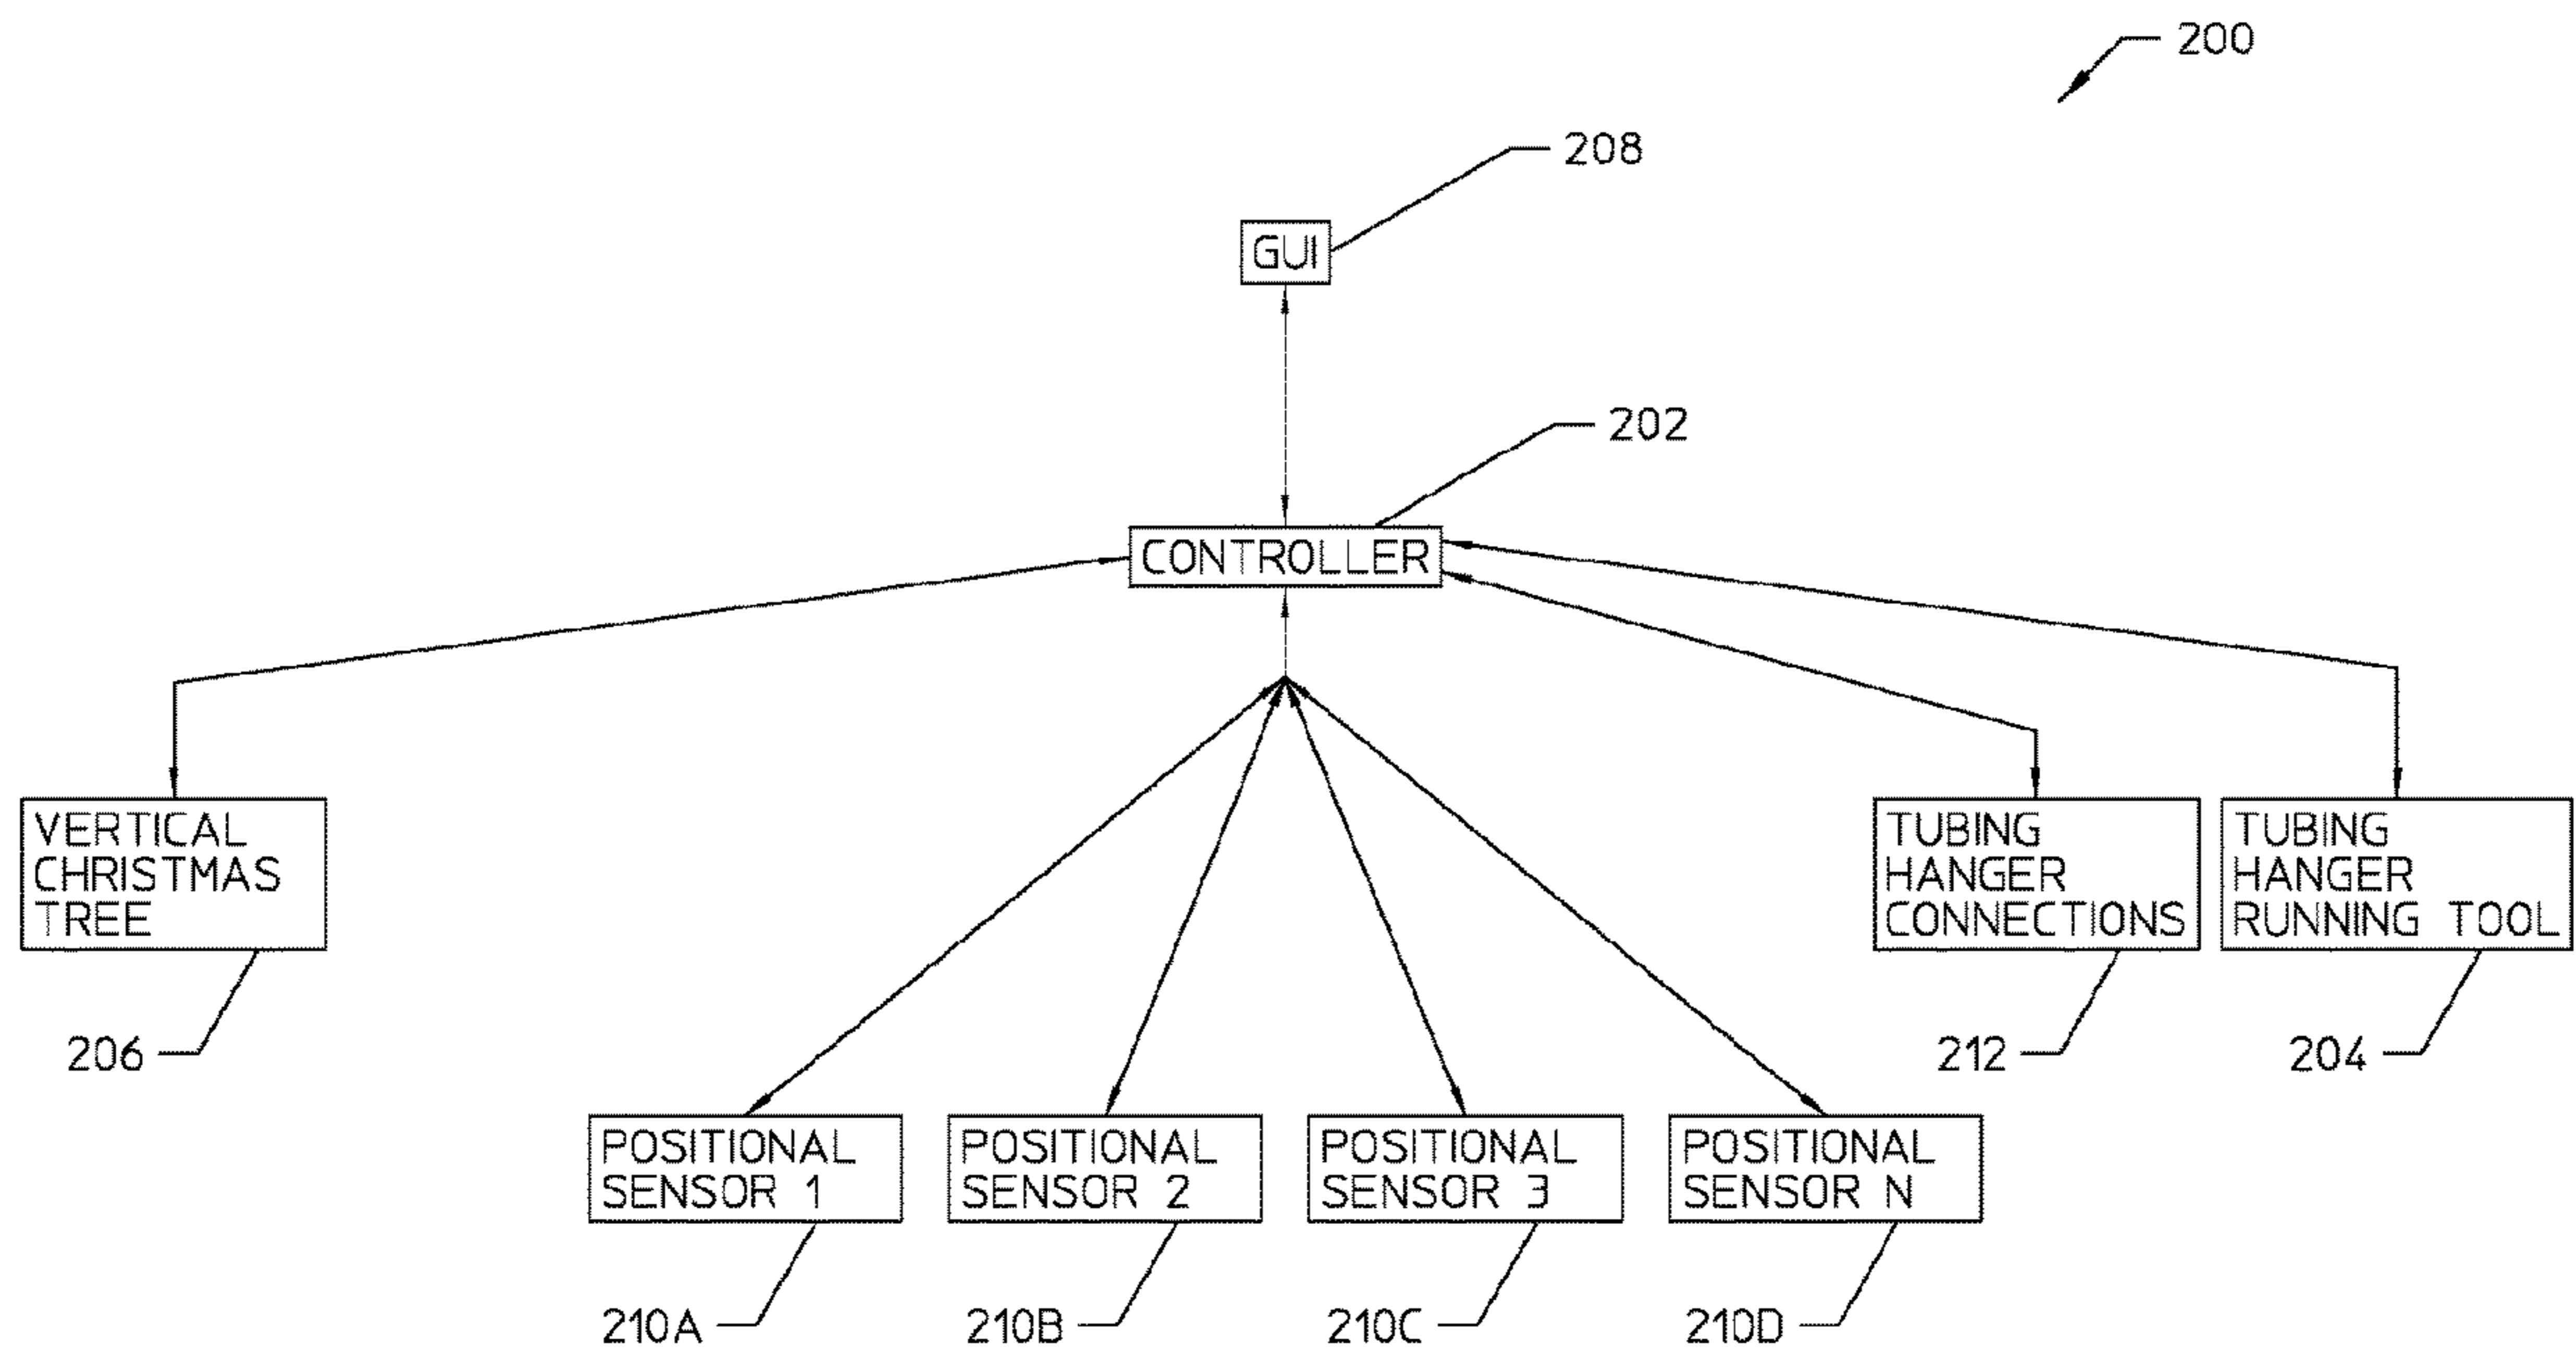 200
208
GUI
202
CONTROLLER
VERTICAL
CHRISTMAS
TREE
TUBING
HANGER
CONNECTIONS
TUBING
HANGER
RUNNING TOOL
206
212
204
POSITIONAL
SENSOR 1
POSITIONAL
SENSOR 2
POSITIONAL
SENSOR 3
POSITIONAL
SENSOR N
210A
210B
210C
210D